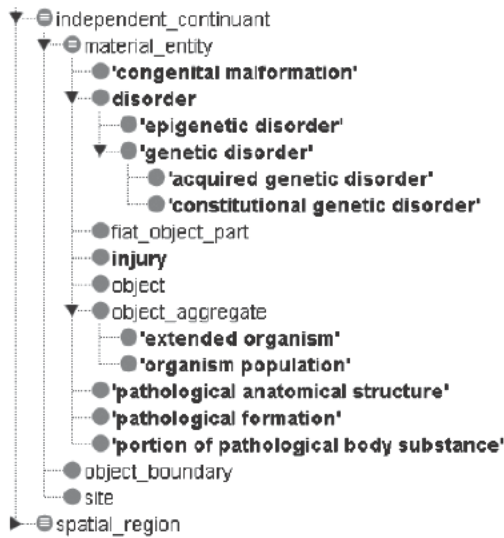 independent_continuant
material_entity
'congenital malformation'
disorder
'epigenetic disorder'
'genetic disorder'
'acquired genetic disorder'
'constitutional genetic disorder'
fiat_object_part
injury
object
object_aggregate
'extended organism'
'organism population'
'pathological anatomical structure'
'pathological formation'
'portion of pathological body substance'
object_boundary
site
spatial_region